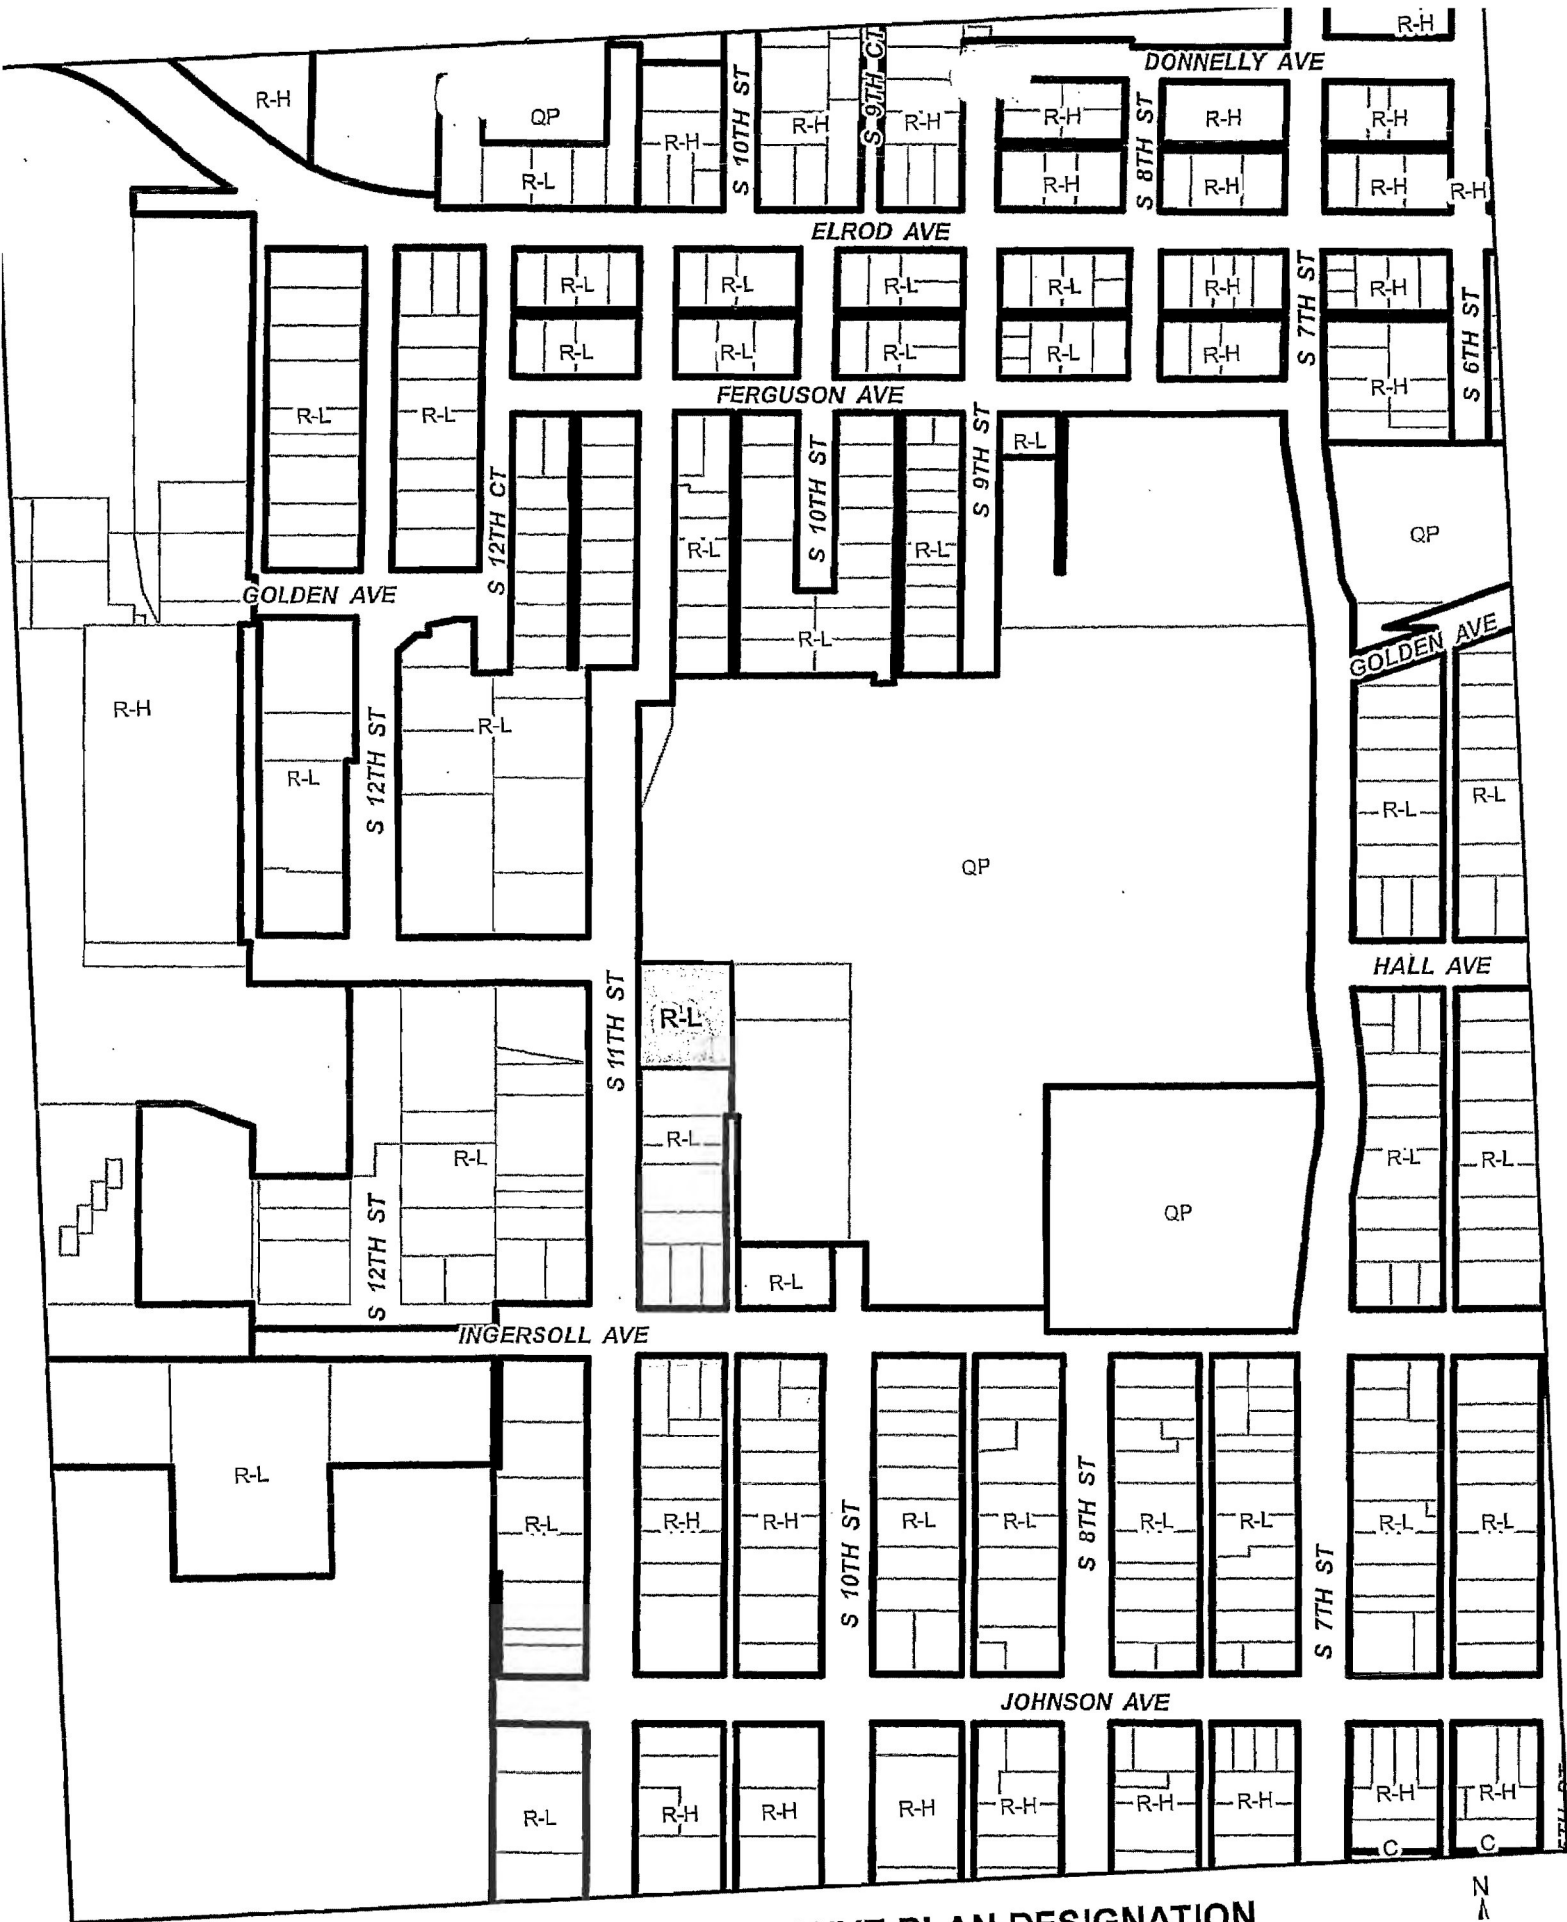 R-H
DONNELLY AVE
R-H
QP
R-H
S 10TH ST
R-H
S 9TH CT
R-H
R-H
S 8TH ST
R-H
R-H
R-L
R-H
R-H
R-H
R-H
ELROD AVE
R-L
R-L
R-L
R-L
R-H
S 7TH ST
R-H
S 6TH ST
R-L
R-L
R-L
R-L
R-H
R-H
FERGUSON AVE
R-L
R-L
S 12TH CT
S 10TH ST
S 9TH ST
R-L
R-L
R-L
QP
GOLDEN AVE
R-L
GOLDEN AVE
R-H
R-L
S 12TH ST
R-L
R-L
R-L
QP
HALL AVE
S 11TH ST
R-L
R-L
R-L
S 12TH ST
QP
R-L
R-L
R-L
INGERSOLL AVE
R-L
R-L
R-H
R-H
S 10TH ST
R-L
R-L
S 8TH ST
R-L
R-L
S 7TH ST
R-L
R-L
JOHNSON AVE
R-L
R-H
R-H
R-H
R-H
R-H
R-H
R-H
R-H
C
C
N
PLAN DESIGNATION